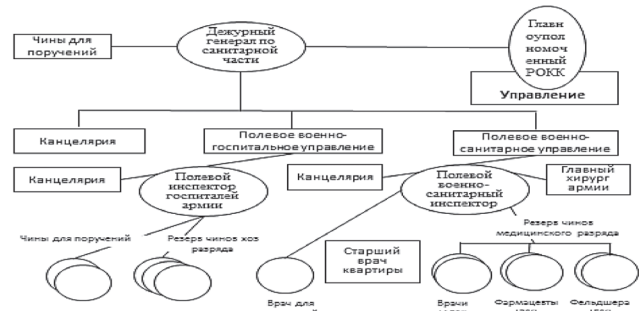 Чины для
поручений
Дежурный
генерал по
санитарной
части
Главн
оупол
номоч
енный
РОКК
Управление
Канцелярия
Полевое военно-
госпитальное управление
Полевое военно-
санитарное управление
Канцелярия
Полевой
инспектор
госпиталей
армии
Канцелярия
Полевой
военно-
санитарный
инспектор
Главный
хирург
армии
Чины для поручений
Резерв чинов хоз
разряда
Резерв чинов
медицинского разряда
Старший
врач
квартиры
Врач для
Врачи
Фармацевты
Фельдшера